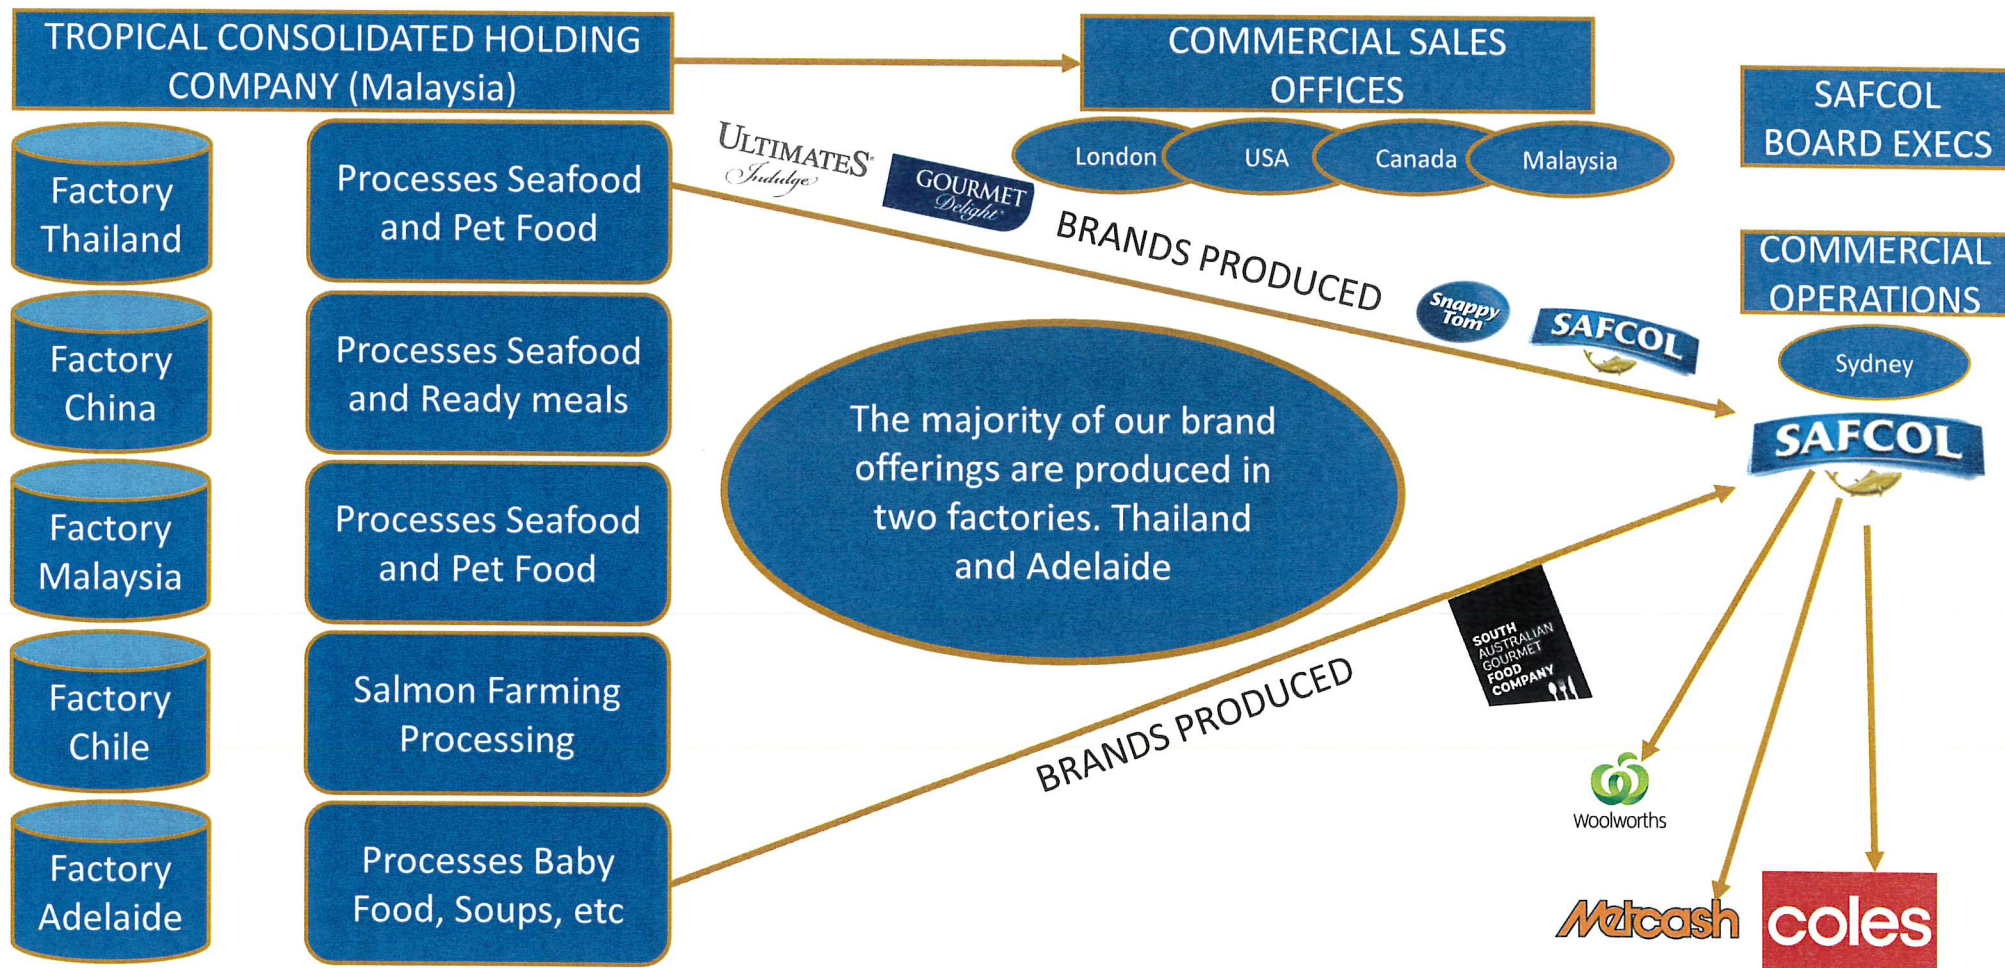 TROPICAL CONSOLIDATED HOLDING
COMPANY (Malaysia)
COMMERCIAL SALES
OFFICES
London
USA
Canada
Malaysia
SAFCOL
BOARD EXECS
COMMERCIAL
OPERATIONS
Sydney
SAFCOL
Factory
Thailand
Processes Seafood
and Pet Food
ULTIMATES
Indulge
GOURMET
Delight
BRANDS PRODUCED
Snappy
Tom
SAFCOL
Factory
China
Processes Seafood
and Ready meals
The majority of our brand
offerings are produced in
two factories. Thailand
and Adelaide
Factory
Malaysia
Processes Seafood
and Pet Food
Factory
Chile
Salmon Farming
Processing
Factory
Adelaide
Processes Baby
Food, Soups, etc
BRANDS PRODUCED
SOUTH
AUSTRALIAN
GOURMET
FOOD
COMPANY
Woolworths
Metcash
coles